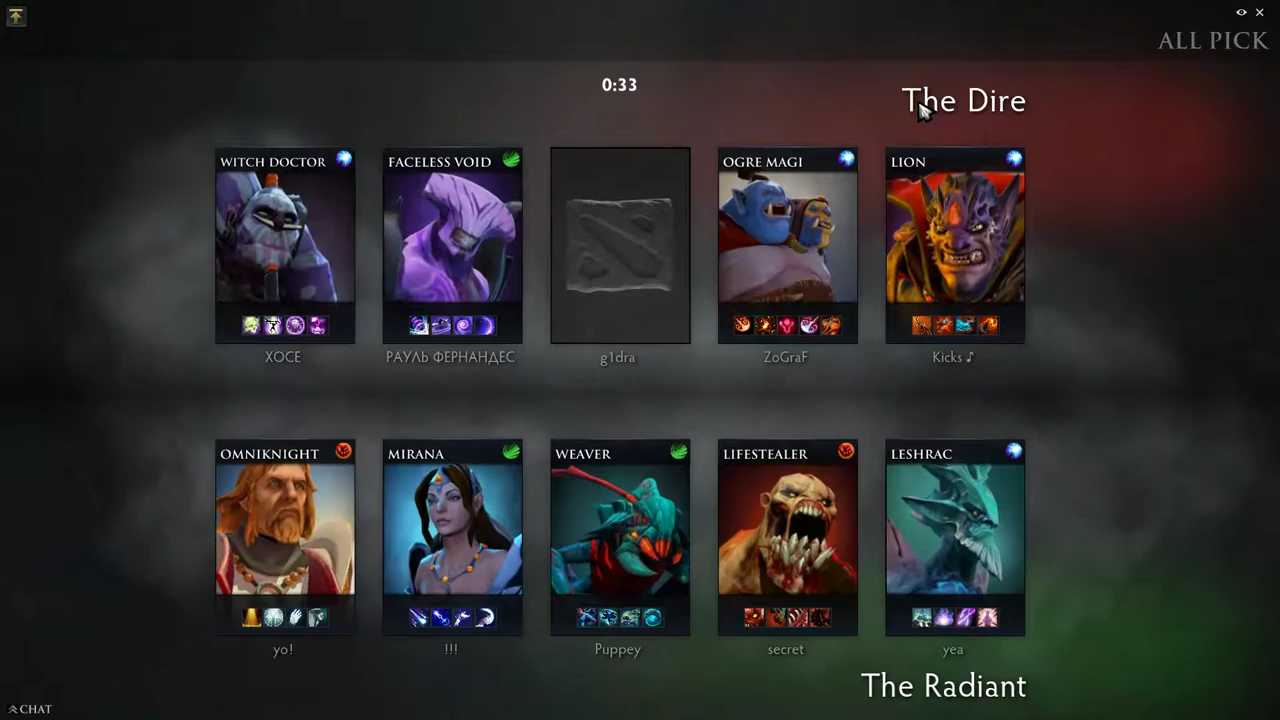 ALL PICK
0:33
The Dire
WITCH DOCTOR
FACELESS VOID
OGRE MAGI
LION
ХОСЕ
РАУЛЬ ФЕРНАНДЕС
g1dra
ZoGraF
Kicks ♪
OMNIKNIGHT
MIRANA
WEAVER
LIFESTEALER
LESHRAC
yo!
!!!
Puppey
secret
yea
The Radiant
CHAT